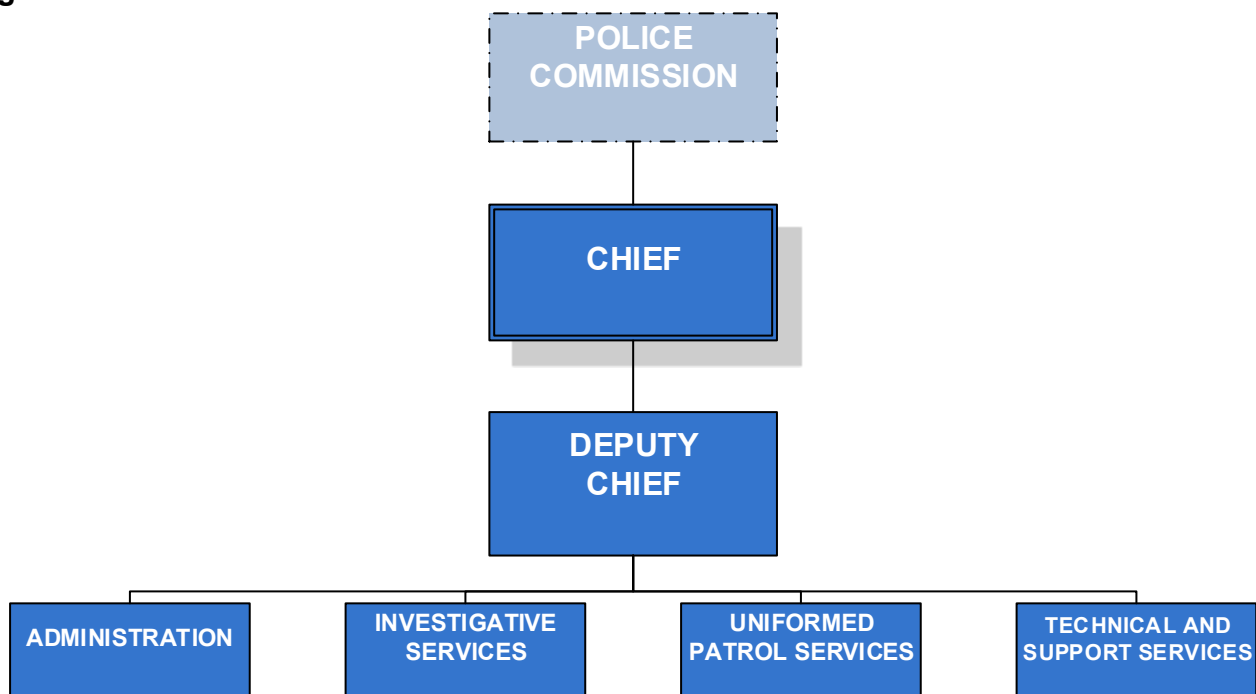 POLICE
COMMISSION
CHIEF
DEPUTY
CHIEF
ADMINISTRATION
INVESTIGATIVE
SERVICES
UNIFORMED
PATROL SERVICES
TECHNICAL AND
SUPPORT SERVICES